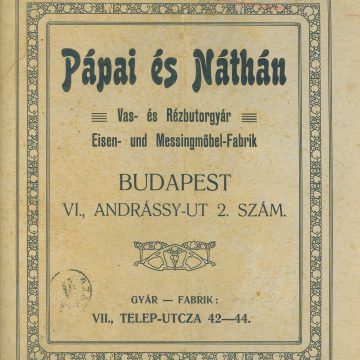 Pápai és Náthán
Vas- és Rézbutorgyár
Eisen- und Messingmöbel-Fabrik
BUDAPEST
VI., ANDRÁSSY-UT 2. SZÁM.
GYÁR — FABRIK:
VII., TELEP-UTCZA 42—44.